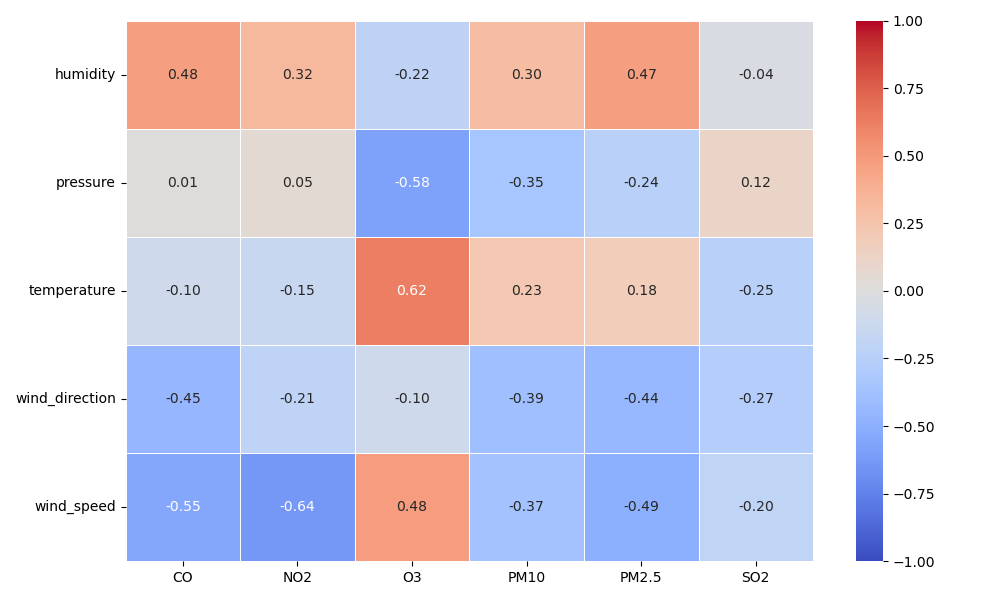 humidity 0.48 0.32 -0.22 0.30 0.47 -0.04
pressure 0.01 0.05 -0.58 -0.35 -0.24 0.12
temperature -0.10 -0.15 0.62 0.23 0.18 -0.25
wind_direction -0.45 -0.21 -0.10 -0.39 -0.44 -0.27
wind_speed -0.55 -0.64 0.48 -0.37 -0.49 -0.20
CO NO2 O3 PM10 PM2.5 SO2
1.00
0.75
0.50
0.25
0.00
−0.25
−0.50
−0.75
−1.00